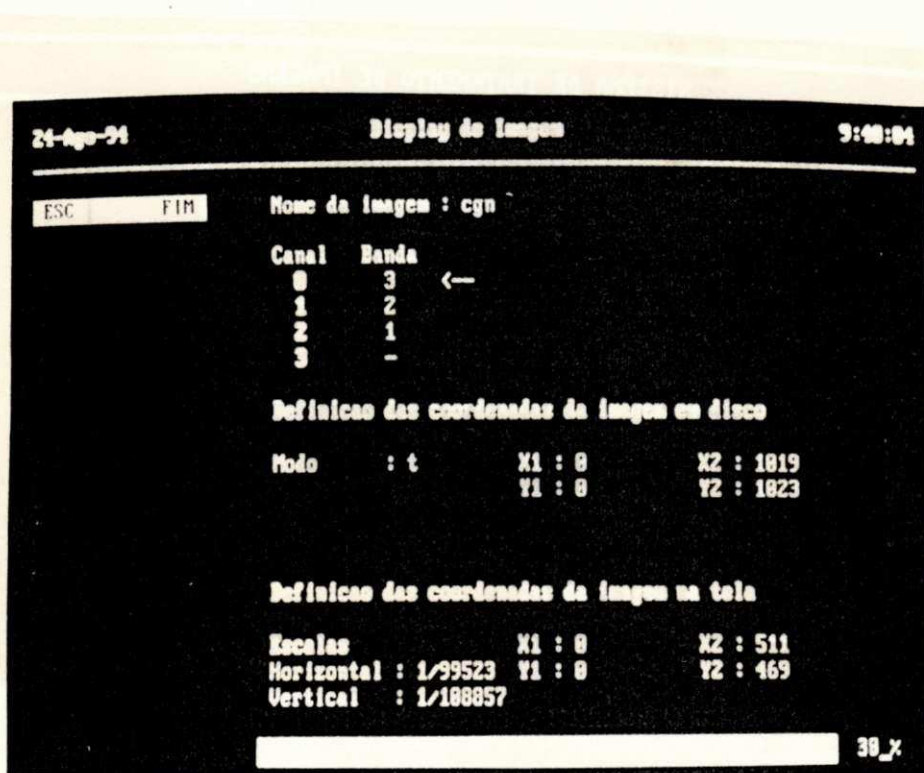 24-Ago-94 Display de Imagem 9:40:04
ESC FIM Nome da imagem : cgn
Canal Banda
0 3 <--
1 2
2 1
3 -
Definicao das coordenadas da imagem em disco
Modo : t X1 : 0 X2 : 1019
Y1 : 0 Y2 : 1023
Definicao das coordenadas da imagem na tela
Escalas X1 : 0 X2 : 511
Horizontal : 1/99523 Y1 : 0 Y2 : 469
Vertical : 1/108857
30_%